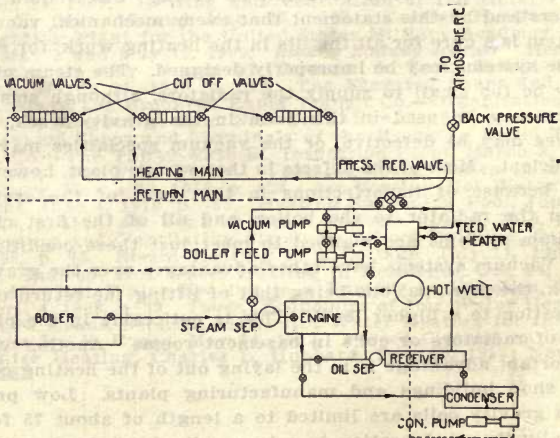 TO
ATMOSPHERE
VACUUM VALVES
CUT OFF VALVES
BACK PRESSURE
VALVE
HEATING MAIN
PRESS. RED. VALVE
RETURN MAIN
VACUUM PUMP
FEED WATER
HEATER
BOILER FEED PUMP
HOT WELL
BOILER
STEAM SEP.
ENGINE
OIL SEP.
RECEIVER
CONDENSER
CON. PUMP